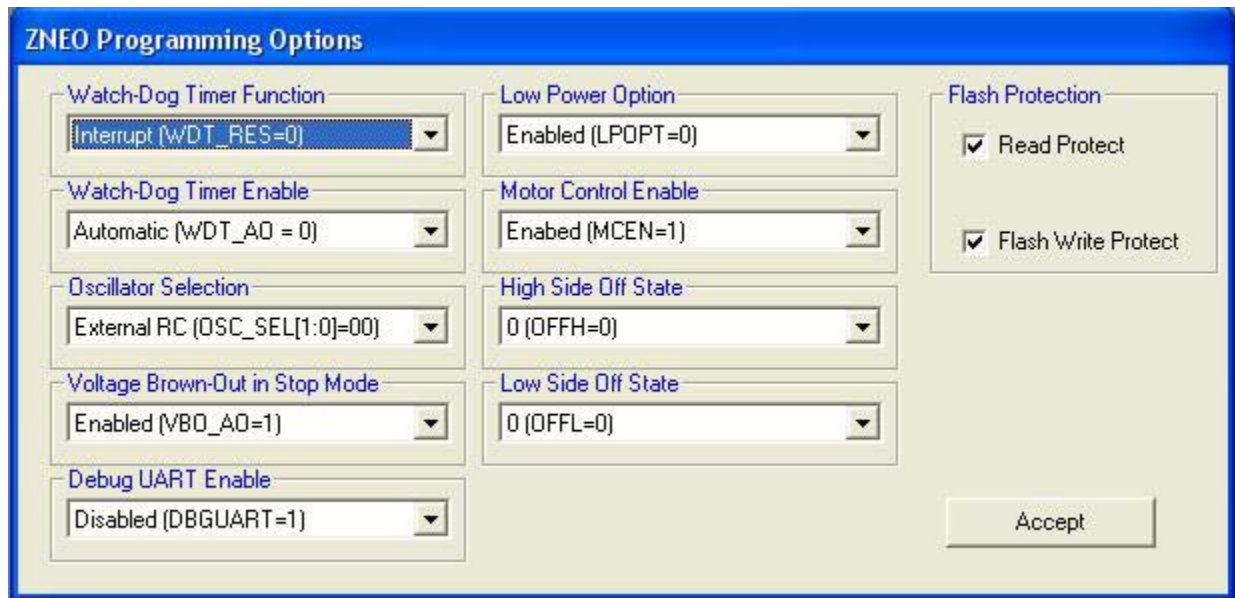 ZNEO Programming Options
Watch-Dog Timer Function
Interrupt (WDT_RES=0)
Watch-Dog Timer Enable
Automatic (WDT_AO = 0)
Oscillator Selection
External RC (OSC_SEL[1:0]=00)
Voltage Brown-Out in Stop Mode
Enabled (VBO_AO=1)
Debug UART Enable
Disabled (DBGUART=1)
Low Power Option
Enabled (LPOPT=0)
Motor Control Enable
Enabed (MCEN=1)
High Side Off State
0 (OFFH=0)
Low Side Off State
0 (OFFL=0)
Flash Protection
Read Protect
Flash Write Protect
Accept